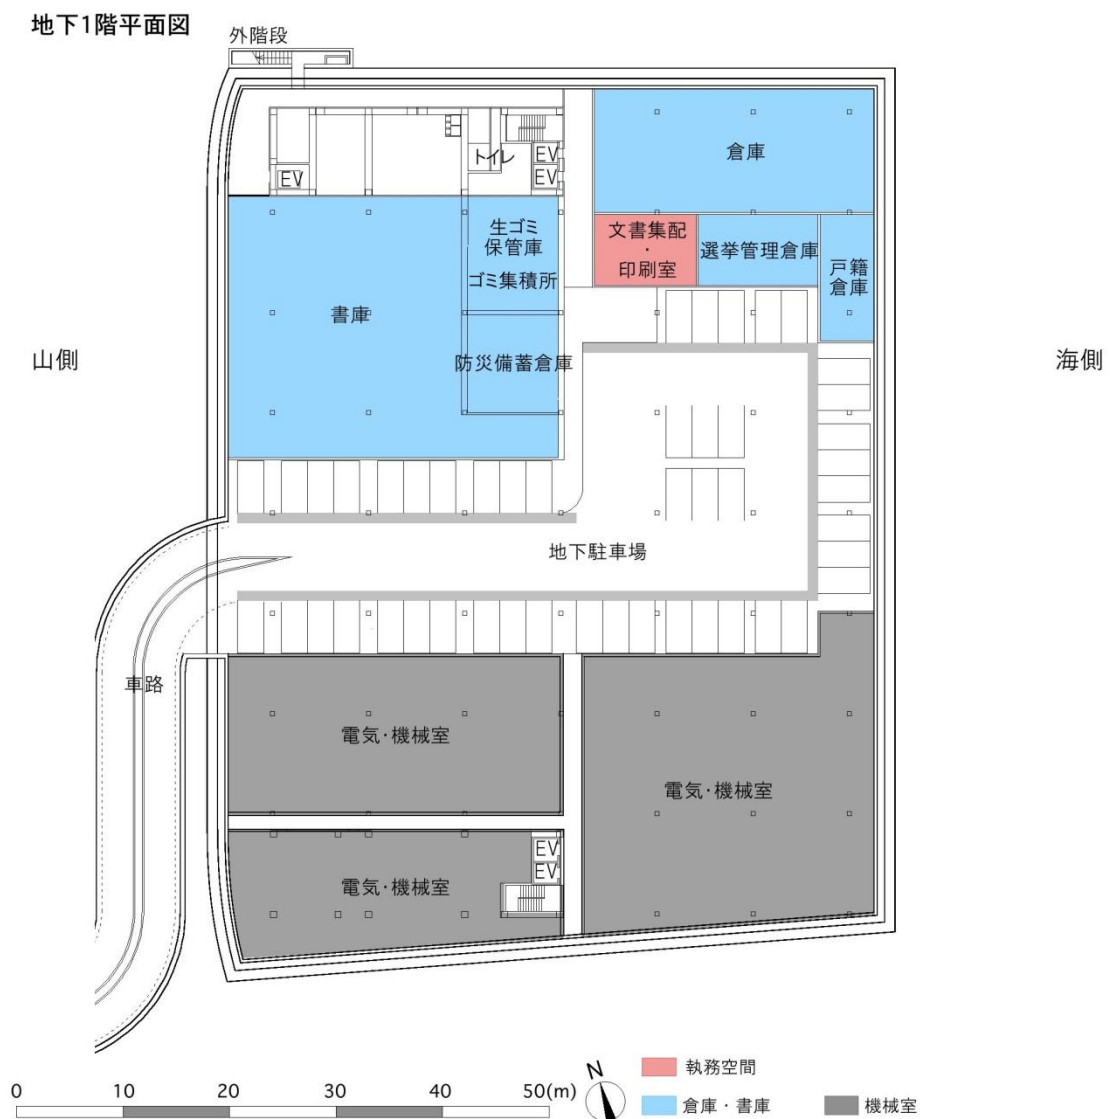 地下1階平面図
外階段
トイレ
EV
EV
EV
倉庫
生ゴミ
保管庫
ゴミ集積所
文書集配
・
印刷室
選挙管理倉庫
戸籍
倉庫
書庫
防災備蓄倉庫
山側
海側
地下駐車場
車路
電気・機械室
電気・機械室
電気・機械室
EV
EV
N
執務空間
倉庫・書庫
機械室
0 10 20 30 40 50(m)